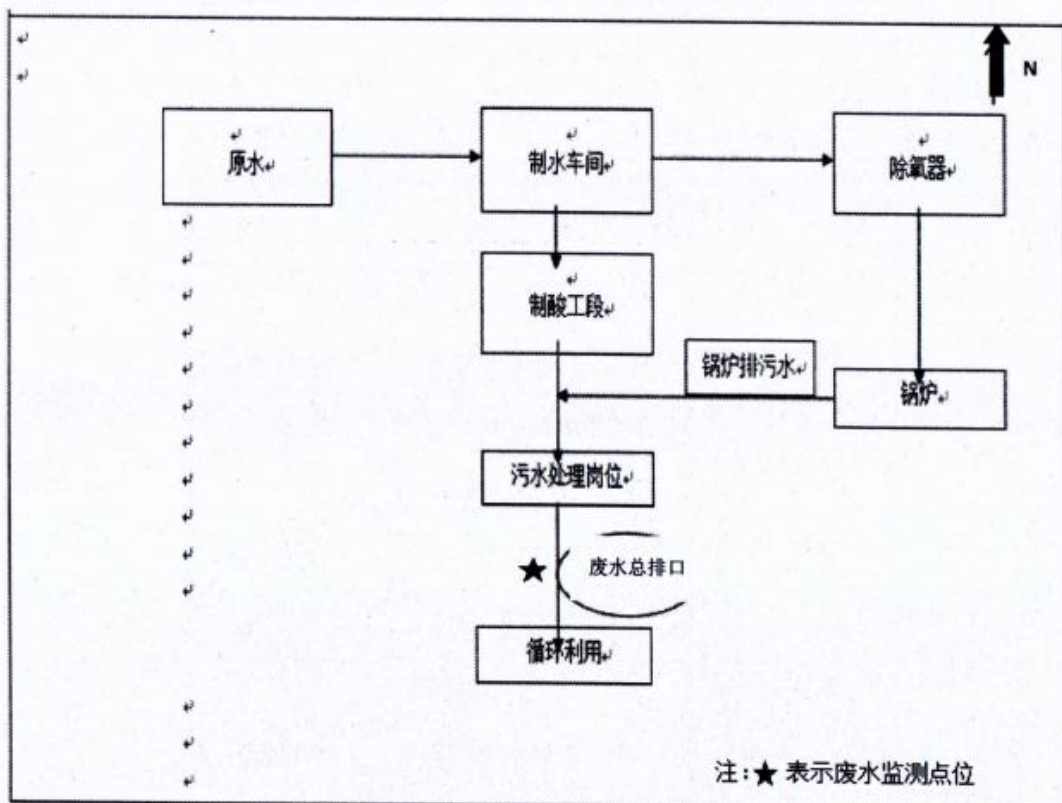 N
原水
制水车间
除氧器
制酸工段
锅炉排污水
锅炉
污水处理岗位
废水总排口
循环利用
注:★ 表示废水监测点位